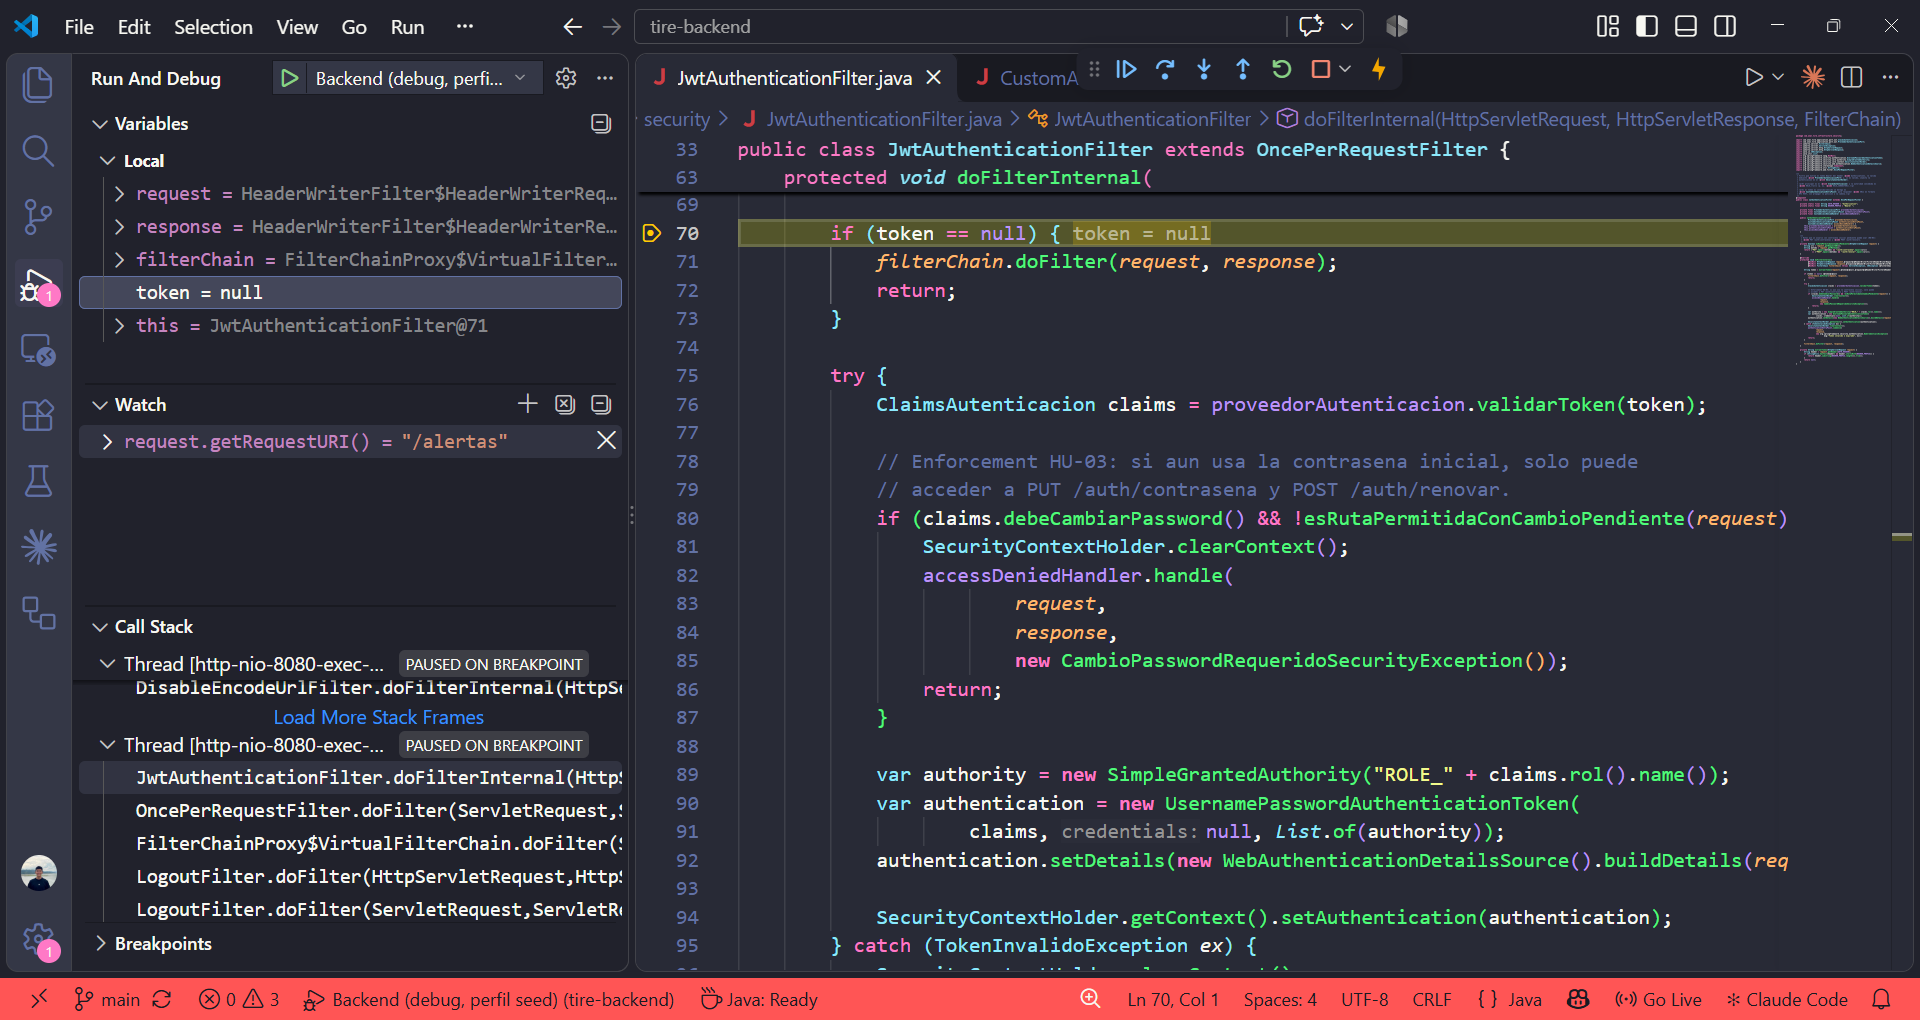 File Edit Selection View Go Run ···
tire-backend
Run And Debug
Backend (debug, perfi...
Variables
Local
request = HeaderWriterFilter$HeaderWriterReq…
response = HeaderWriterFilter$HeaderWriterRe…
filterChain = FilterChainProxy$VirtualFilter…
token = null
this = JwtAuthenticationFilter@71
Watch
request.getRequestURI() = "/alertas"
Call Stack
Thread [http-nio-8080-exec-... PAUSED ON BREAKPOINT
DisableEncodeUrlFilter.doFilterInternal(HttpSe
Load More Stack Frames
Thread [http-nio-8080-exec-... PAUSED ON BREAKPOINT
JwtAuthenticationFilter.doFilterInternal(HttpS
OncePerRequestFilter.doFilter(ServletRequest,S
FilterChainProxy$VirtualFilterChain.doFilter(S
LogoutFilter.doFilter(HttpServletRequest,HttpS
LogoutFilter.doFilter(ServletRequest,ServletRe
Breakpoints
1
1
JwtAuthenticationFilter.java
CustomA
security > JwtAuthenticationFilter.java > JwtAuthenticationFilter > doFilterInternal(HttpServletRequest, HttpServletResponse, FilterChain)
33 public class JwtAuthenticationFilter extends OncePerRequestFilter {
63 protected void doFilterInternal(
69
70 if (token == null) { token = null
71 filterChain.doFilter(request, response);
72 return;
73 }
74
75 try {
76 ClaimsAutenticacion claims = proveedorAutenticacion.validarToken(token);
77
78 // Enforcement HU-03: si aun usa la contrasena inicial, solo puede
79 // acceder a PUT /auth/contrasena y POST /auth/renovar.
80 if (claims.debeCambiarPassword() && !esRutaPermitidaConCambioPendiente(request)
81 SecurityContextHolder.clearContext();
82 accessDeniedHandler.handle(
83 request,
84 response,
85 new CambioPasswordRequeridoSecurityException());
86 return;
87 }
88
89 var authority = new SimpleGrantedAuthority("ROLE_" + claims.rol().name());
90 var authentication = new UsernamePasswordAuthenticationToken(
91 claims, credentials: null, List.of(authority));
92 authentication.setDetails(new WebAuthenticationDetailsSource().buildDetails(req
93
94 SecurityContextHolder.getContext().setAuthentication(authentication);
95 } catch (TokenInvalidoException ex) {
main 0 3 Backend (debug, perfil seed) (tire-backend) Java: Ready Ln 70, Col 1 Spaces: 4 UTF-8 CRLF { } Java Go Live Claude Code